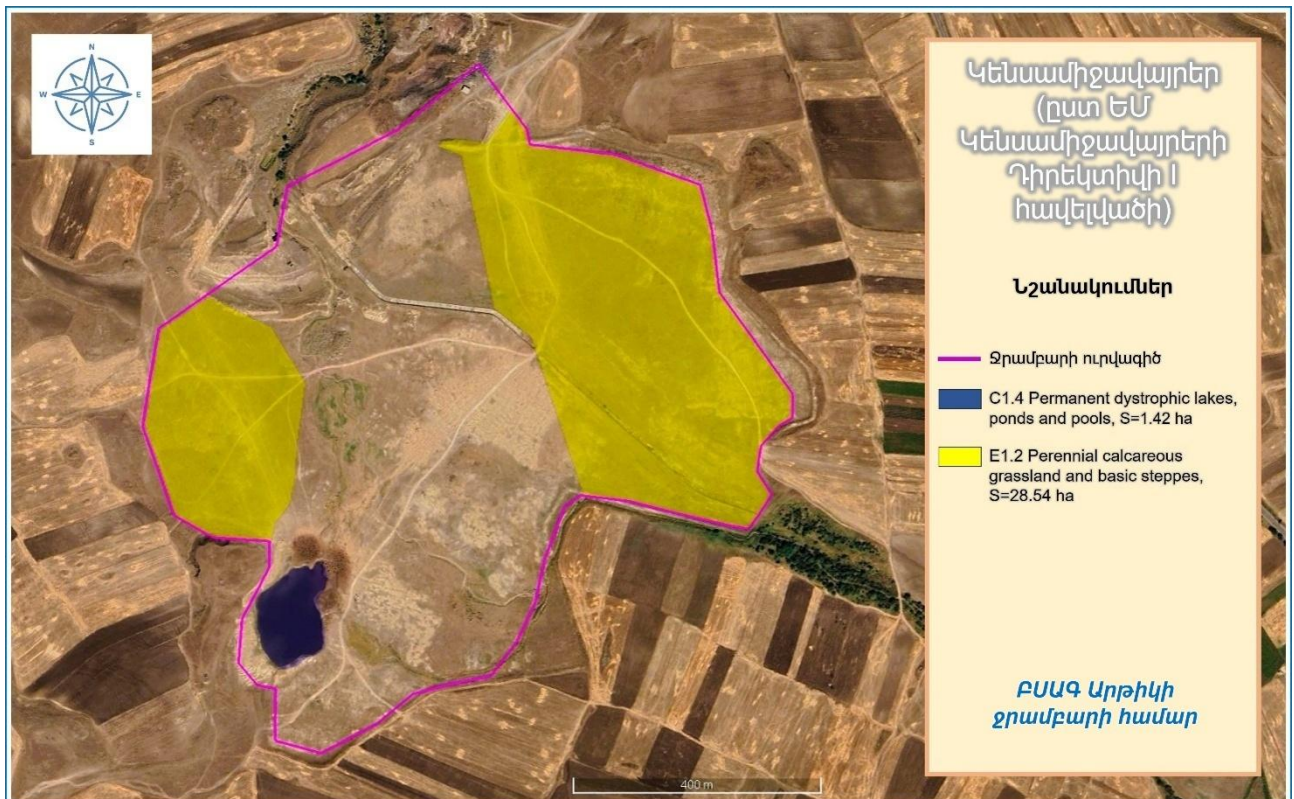 N
W
E
S
Կենսամիջավայրեր
(ըստ ԵՄ
Կենսամիջավայրերի
Դիրեկտիվի I
հավելվածի)
Նշանակումներ
Ջրամբարի ուրվագիծ
C1.4 Permanent dystrophic lakes,
ponds and pools, S=1.42 ha
E1.2 Perennial calcareous
grassland and basic steppes,
S=28.54 ha
ԲՍԱԳ Արթիկի
ջրամբարի համար
400 m